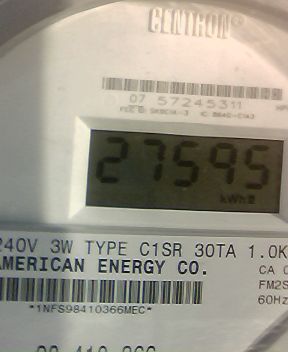 CENTRON®
07 57245311
27595
kWh
240V 3W TYPE C1SR 30TA 1.0K
AMERICAN ENERGY CO.
CA 0
FM2S
60Hz
*1NFS98410366MEC*